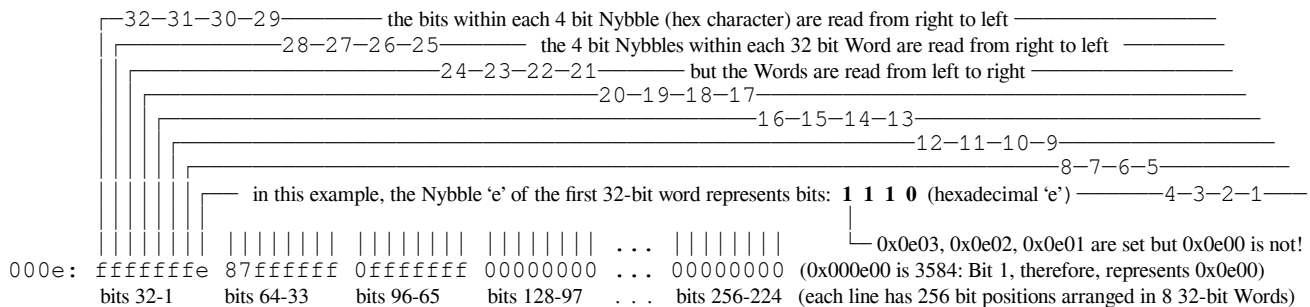 32-31-30-29 the bits within each 4 bit Nybble (hex character) are read from right to left
28-27-26-25 the 4 bit Nybbles within each 32 bit Word are read from right to left
24-23-22-21 but the Words are read from left to right
20-19-18-17
16-15-14-13
12-11-10-9
8-7-6-5
in this example, the Nybble ‘e’ of the first 32-bit word represents bits: 1 1 1 0 (hexadecimal ‘e’) 4-3-2-1
... 0x0e03, 0x0e02, 0x0e01 are set but 0x0e00 is not!
000e: fffffffe 87ffffff 0fffffff 00000000 ... 00000000 (0x000e00 is 3584: Bit 1, therefore, represents 0x0e00)
bits 32-1 bits 64-33 bits 96-65 bits 128-97 . . . bits 256-224 (each line has 256 bit positions arranged in 8 32-bit Words)